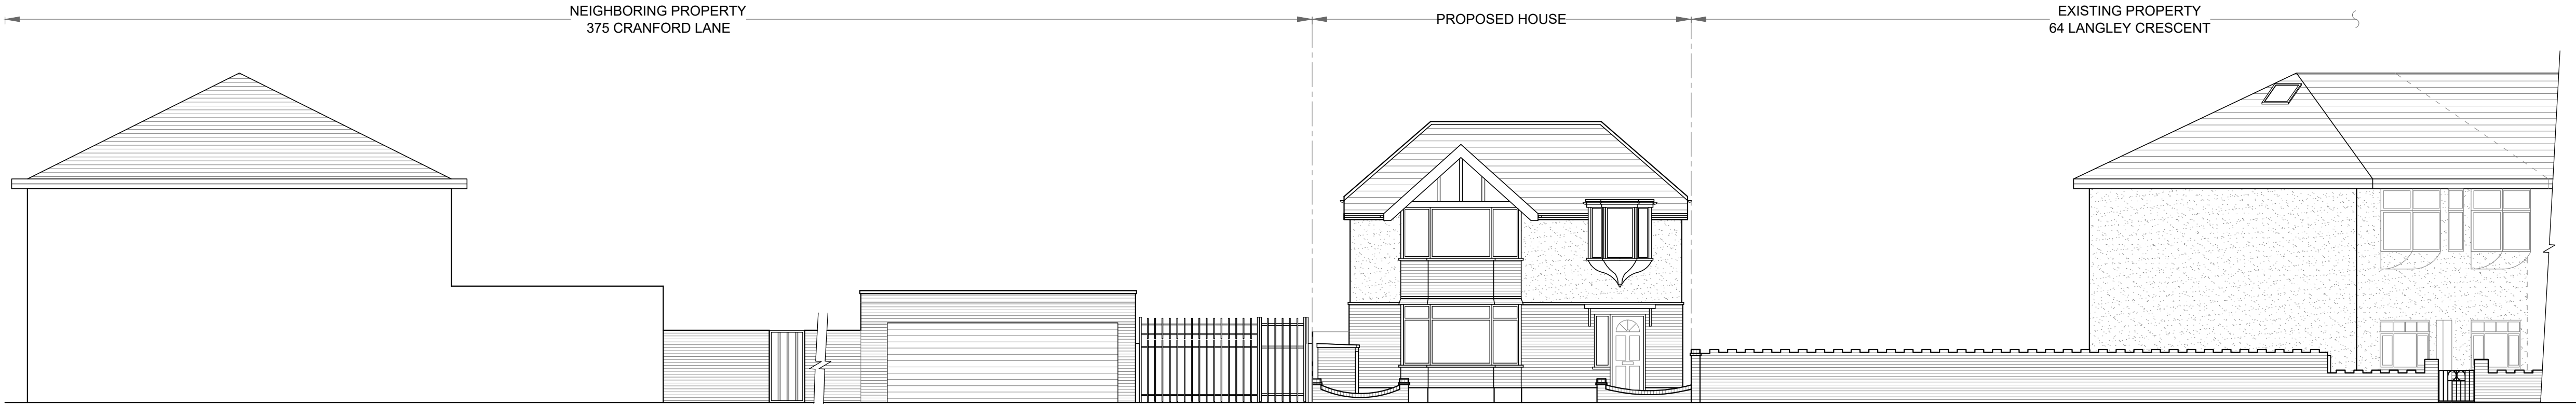 NEIGHBORING PROPERTY
375 CRANFORD LANE
PROPOSED HOUSE
EXISTING PROPERTY
64 LANGLEY CRESCENT